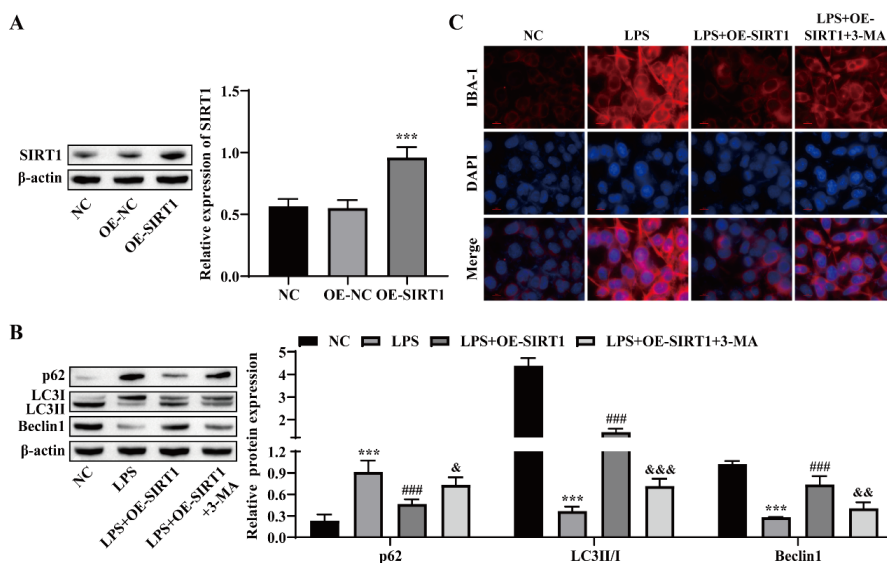 A
SIRT1
β-actin
NC
OE-NC
OE-SIRT1
Relative expression of SIRT1
1.5
1.0
0.5
0.0
***
NC OE-NC OE-SIRT1
C
NC LPS LPS+OE-SIRT1 LPS+OE-
SIRT1+3-MA
IBA-1
DAPI
Merge
B
p62
LC3I
LC3II
Beclin1
β-actin
NC
LPS
LPS+OE-SIRT1
LPS+OE-SIRT1
+3-MA
NC LPS LPS+OE-SIRT1 LPS+OE-SIRT1+3-MA
Relative protein expression
5
4
3
2
1.2
0.9
0.6
0.3
0.0
*** ### &
*** ### &&&
*** ### &&
p62 LC3II/I Beclin1